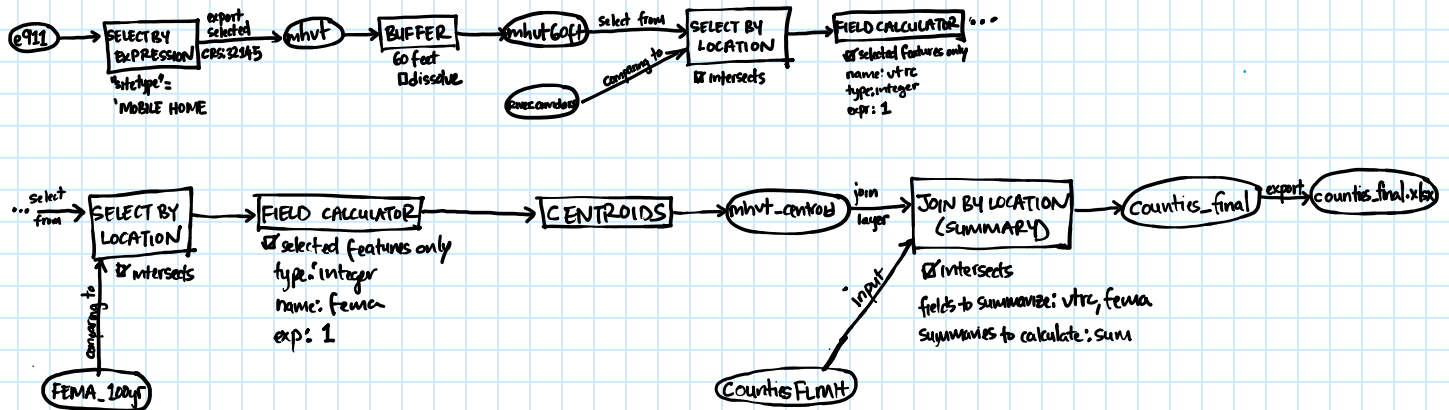 e911
SELECT BY
EXPRESSION
"sitetype"=
'MOBILE HOME
export
selected
CRS:32145
mhvt
BUFFER
60 feet
☐dissolve
mhvt60ft
select from
comparing to
rivercorridors
SELECT BY
LOCATION
☑ intersects
FIELD CALCULATOR
...
☑ selected features only
name: vtrc
type: integer
expr: 1
...
select
from
SELECT BY
LOCATION
☑ intersects
comparing to
FEMA_100yr
FIELD CALCULATOR
☑ selected features only
type: integer
name: fema
exp: 1
CENTROIDS
mhvt_centroid
join
layer
input
CountiesFLMH
JOIN BY LOCATION
(SUMMARY)
☑ intersects
fields to summarize: vtrc, fema
summaries to calculate: sum
Counties_final
export
counties_final.xlsx